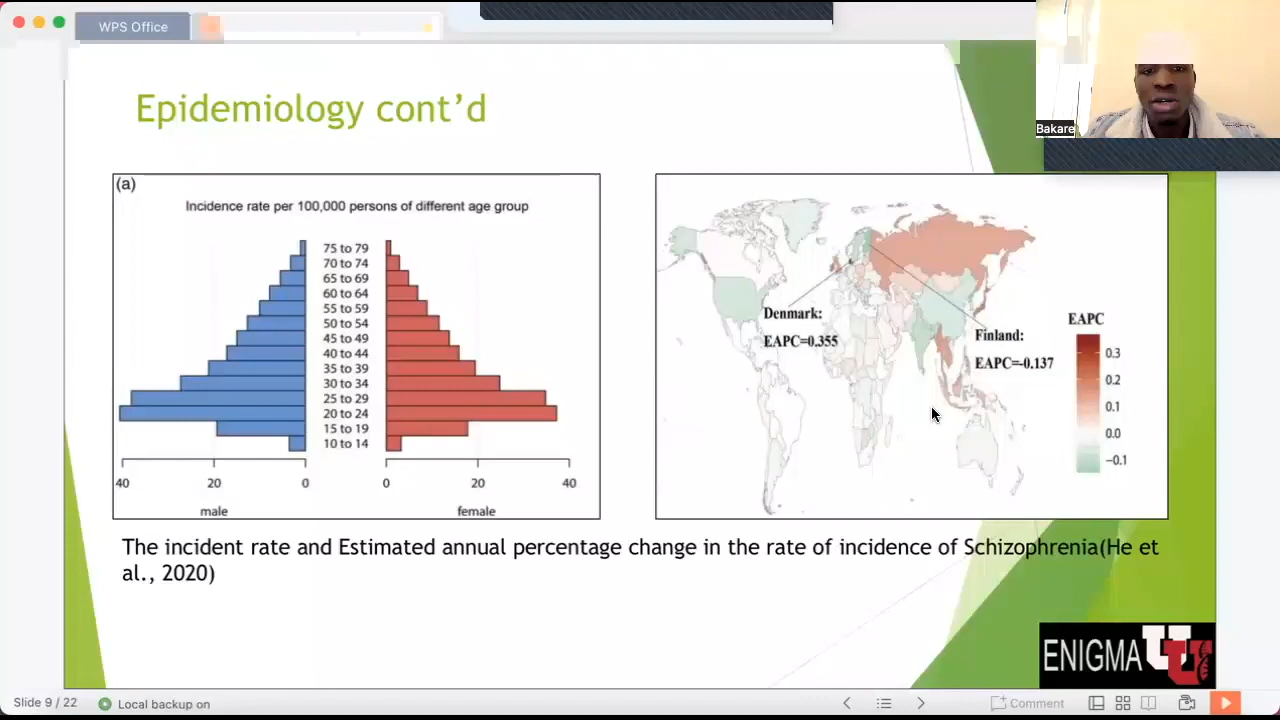 WPS Office
Bakare
Epidemiology cont’d
(a)
Incidence rate per 100,000 persons of different age group
75 to 79
70 to 74
65 to 69
60 to 64
55 to 59
50 to 54
45 to 49
40 to 44
35 to 39
30 to 34
25 to 29
20 to 24
15 to 19
10 to 14
40 20 0 0 20 40
male female
Denmark:
EAPC=0.355
Finland:
EAPC=-0.137
EAPC
0.3
0.2
0.1
0.0
-0.1
The incident rate and Estimated annual percentage change in the rate of incidence of Schizophrenia(He et
al., 2020)
ENIGMA U
Slide 9 / 22 Local backup on Comment